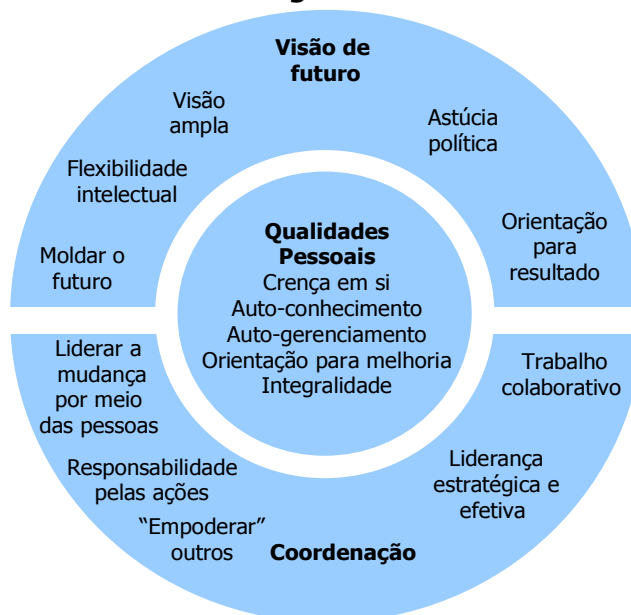 Visão de
futuro
Visão
ampla
Astúcia
política
Flexibilidade
intelectual
Moldar o
futuro
Orientação
para
resultado
Qualidades
Pessoais
Crença em si
Auto-conhecimento
Auto-gerenciamento
Orientação para melhoria
Integralidade
Liderar a
mudança
por meio
das pessoas
Trabalho
colaborativo
Responsabilidade
pelas ações
Liderança
estratégica e
efetiva
“Empoderar”
outros
Coordenação